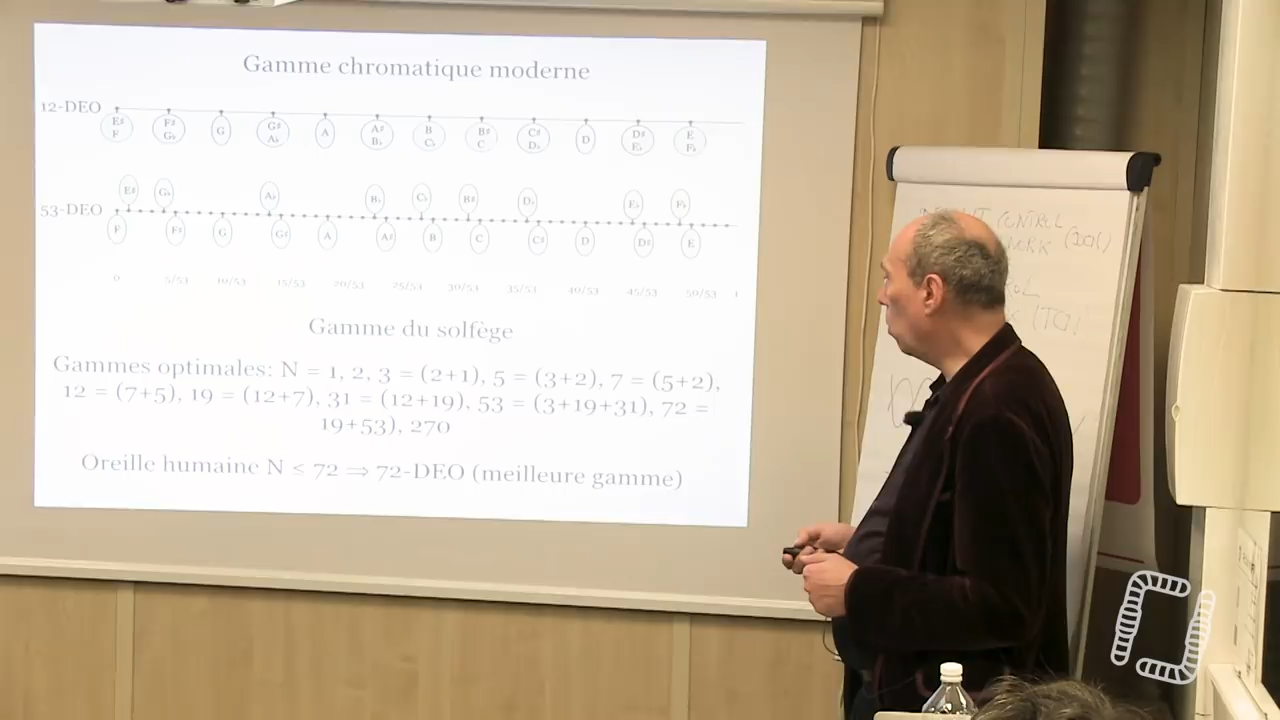 Gamme chromatique moderne
12-DEO
E♯ F♯ G G♯ A A♯ B B♯ C♯ D D♯ E
F G♭ A♭ B♭ C♭ C D♭ E♭ F♭
E♯ G♭ A♭ B♭ C♭ B♯ D♭ E♭ F♭
53-DEO
F F♯ G G♯ A A♯ B C C♯ D D♯ E
0 5/53 10/53 15/53 20/53 25/53 30/53 35/53 40/53 45/53 50/53 1
Gamme du solfège
Gammes optimales: N = 1, 2, 3 = (2+1), 5 = (3+2), 7 = (5+2),
12 = (7+5), 19 = (12+7), 31 = (12+19), 53 = (3+19+31), 72 =
19+53), 270
Oreille humaine N ≤ 72 ⇒ 72-DEO (meilleure gamme)
CONTROL